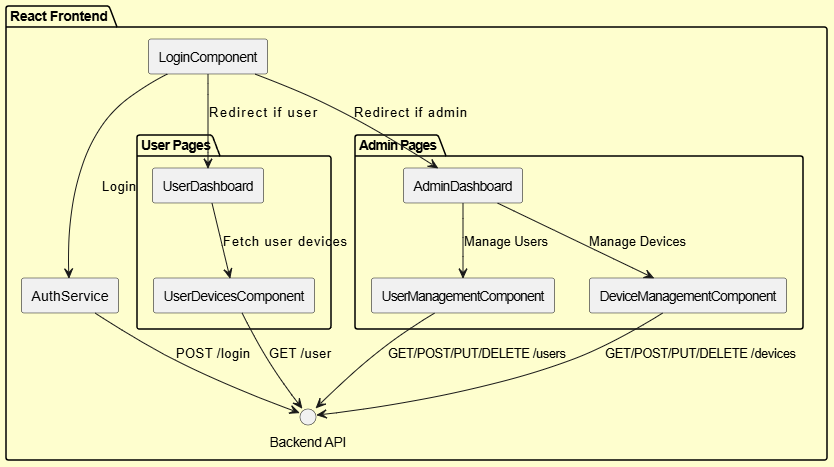 React Frontend
LoginComponent
Redirect if user
Redirect if admin
User Pages
Admin Pages
Login
UserDashboard
AdminDashboard
Fetch user devices
Manage Users
Manage Devices
AuthService
UserDevicesComponent
UserManagementComponent
DeviceManagementComponent
POST /login
GET /user
GET/POST/PUT/DELETE /users
GET/POST/PUT/DELETE /devices
Backend API